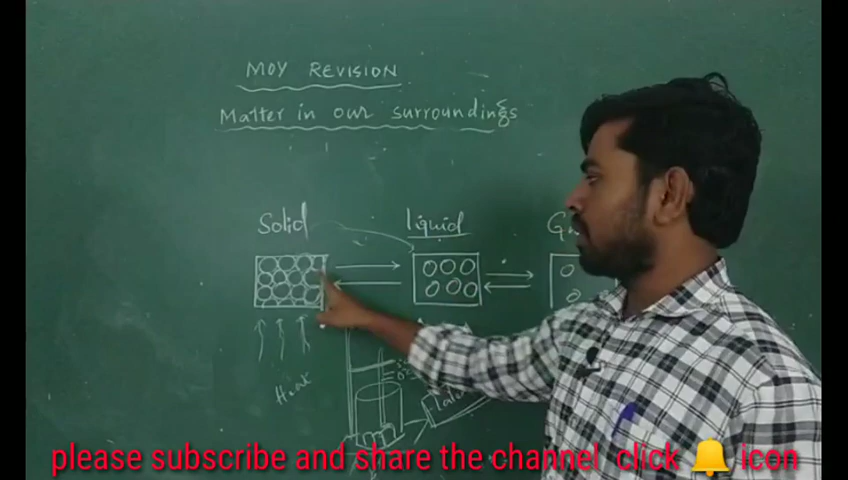 MOY REVISION
Matter in our surroundings
Solid
liquid
Heat
please subscribe and share the channel click 🔔 icon